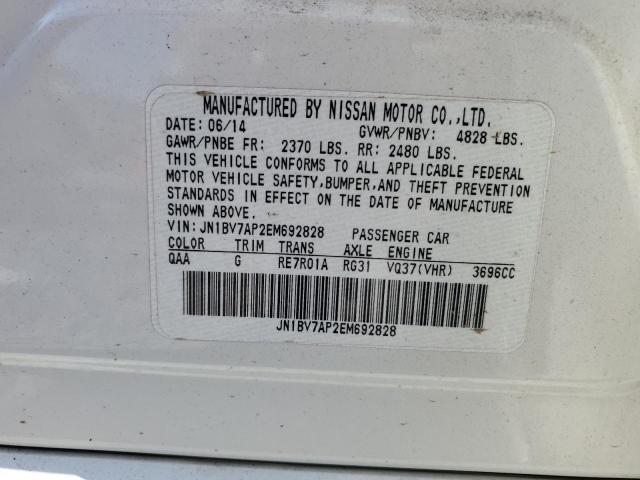 MANUFACTURED BY NISSAN MOTOR CO.,LTD.
DATE: 06/14 GVWR/PNBV: 4828 LBS.
GAWR/PNBE FR: 2370 LBS. RR: 2480 LBS.
THIS VEHICLE CONFORMS TO ALL APPLICABLE FEDERAL
MOTOR VEHICLE SAFETY,BUMPER,AND THEFT PREVENTION
STANDARDS IN EFFECT ON THE DATE OF MANUFACTURE
SHOWN ABOVE.
VIN: JN1BV7AP2EM692828 PASSENGER CAR
COLOR TRIM TRANS AXLE ENGINE
QAA G RE7R01A RG31 VQ37(VHR) 3696CC
JN1BV7AP2EM692828